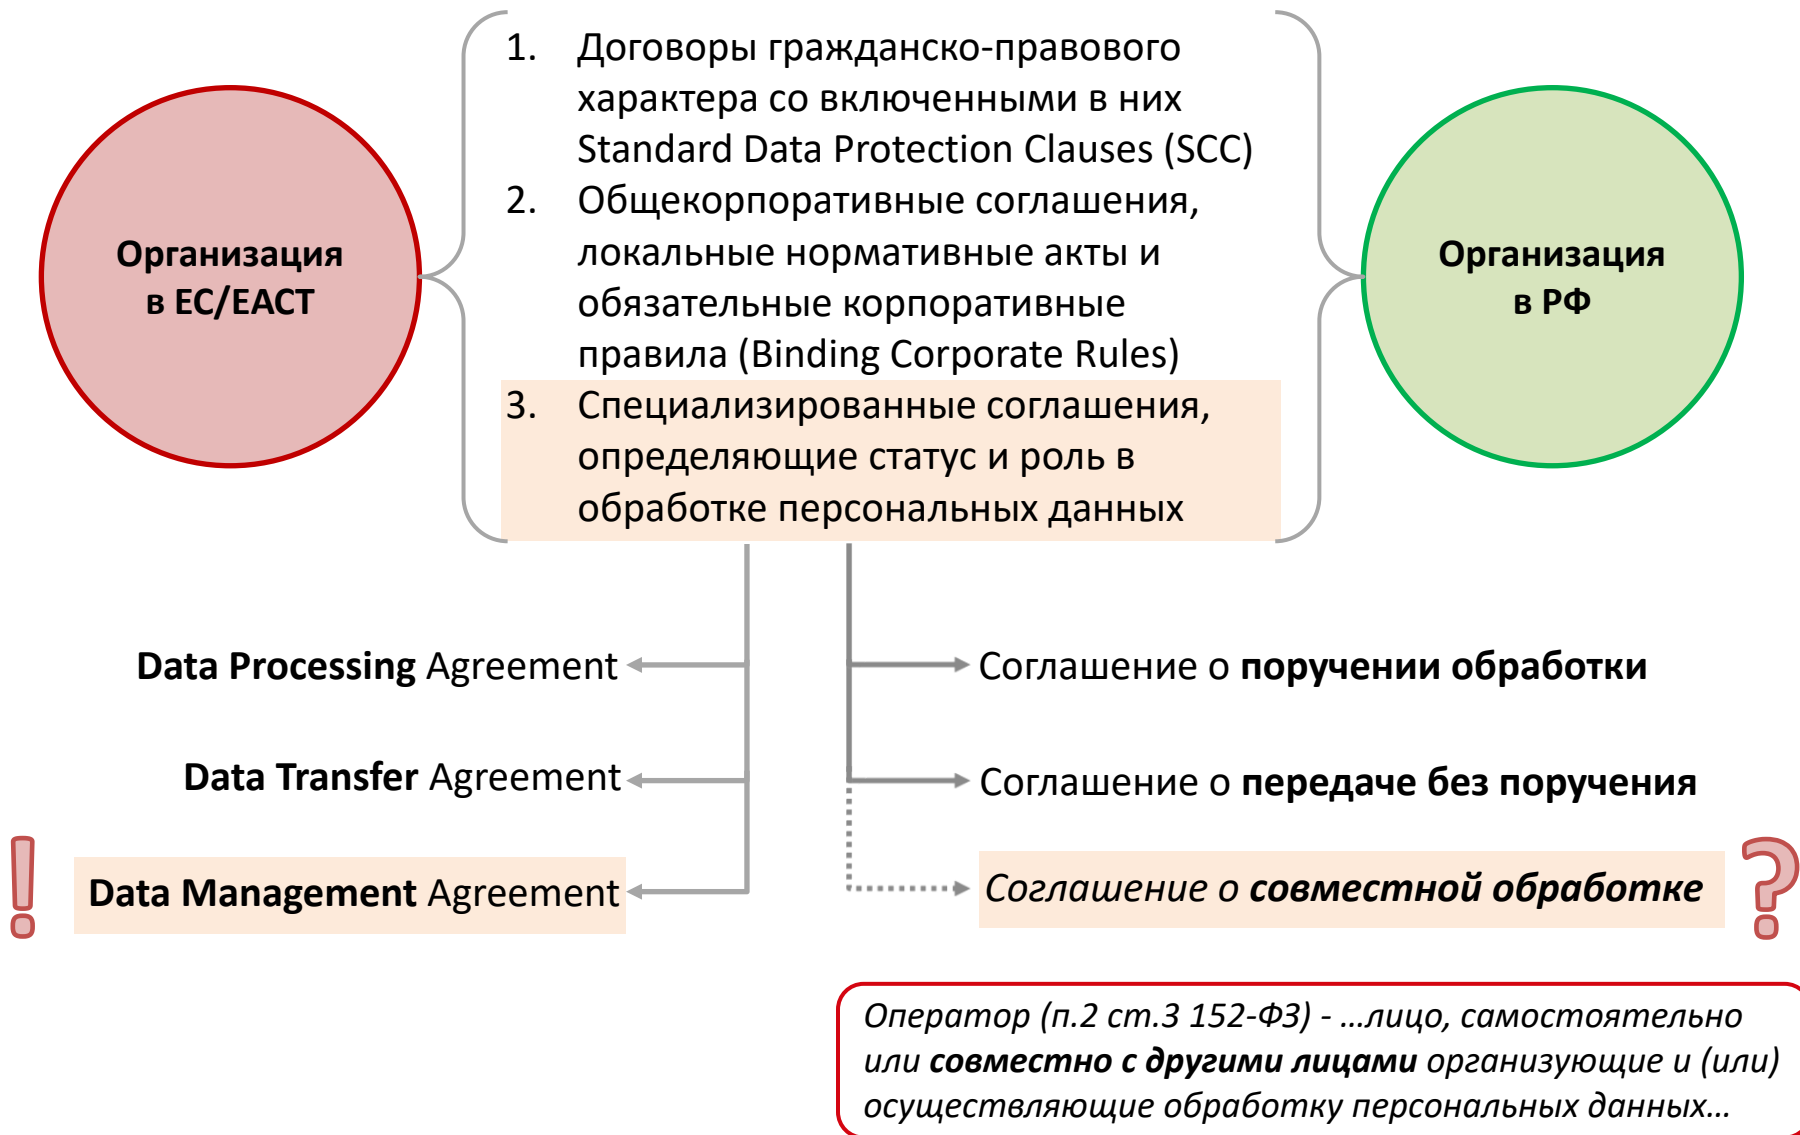 1. Договоры гражданско-правового
характера со включенными в них
Standard Data Protection Clauses (SCC)
2. Общекорпоративные соглашения,
локальные нормативные акты и
обязательные корпоративные
правила (Binding Corporate Rules)
3. Специализированные соглашения,
определяющие статус и роль в
обработке персональных данных
Организация
в ЕС/ЕАСТ
Организация
в РФ
Data Processing Agreement
Соглашение о поручении обработки
Data Transfer Agreement
Соглашение о передаче без поручения
!
Data Management Agreement
Соглашение о совместной обработке
?
Оператор (п.2 ст.3 152-ФЗ) - …лицо, самостоятельно
или совместно с другими лицами организующие и (или)
осуществляющие обработку персональных данных…